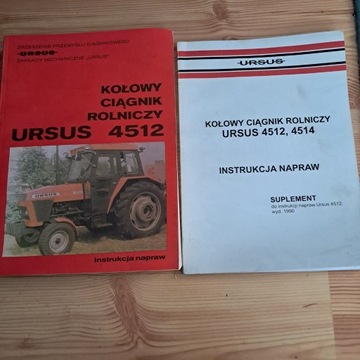 ZRZESZENIE PRZEMYSŁU CIĄGNIKOWEGO
URSUS
ZAKŁADY MECHANICZNE „URSUS”
KOŁOWY
CIĄGNIK
ROLNICZY
URSUS 4512
URSUS
instrukcja napraw
URSUS
KOŁOWY CIĄGNIK ROLNICZY
URSUS 4512, 4514
INSTRUKCJA NAPRAW
SUPLEMENT
do instrukcji napraw Ursus 4512
wyd. 1990